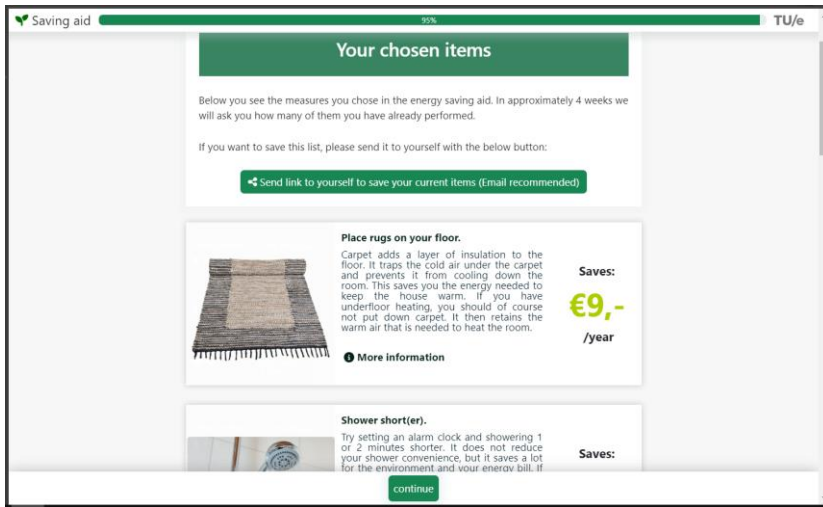 Saving aid
95%
TU/e
Your chosen items
Below you see the measures you chose in the energy saving aid. In approximately 4 weeks we
will ask you how many of them you have already performed.
If you want to save this list, please send it to yourself with the below button:
Send link to yourself to save your current items (Email recommended)
Place rugs on your floor.
Carpet adds a layer of insulation to the
floor. It traps the cold air under the carpet
and prevents it from cooling down the
room. This saves you the energy needed to
keep the house warm. If you have
underfloor heating, you should of course
not put down carpet. It then retains the
warm air that is needed to heat the room.
More information
Saves:
€9,-
/year
Shower short(er).
Try setting an alarm clock and showering 1
or 2 minutes shorter. It does not reduce
your shower convenience, but it saves a lot
for the environment and your energy bill. If
Saves:
continue